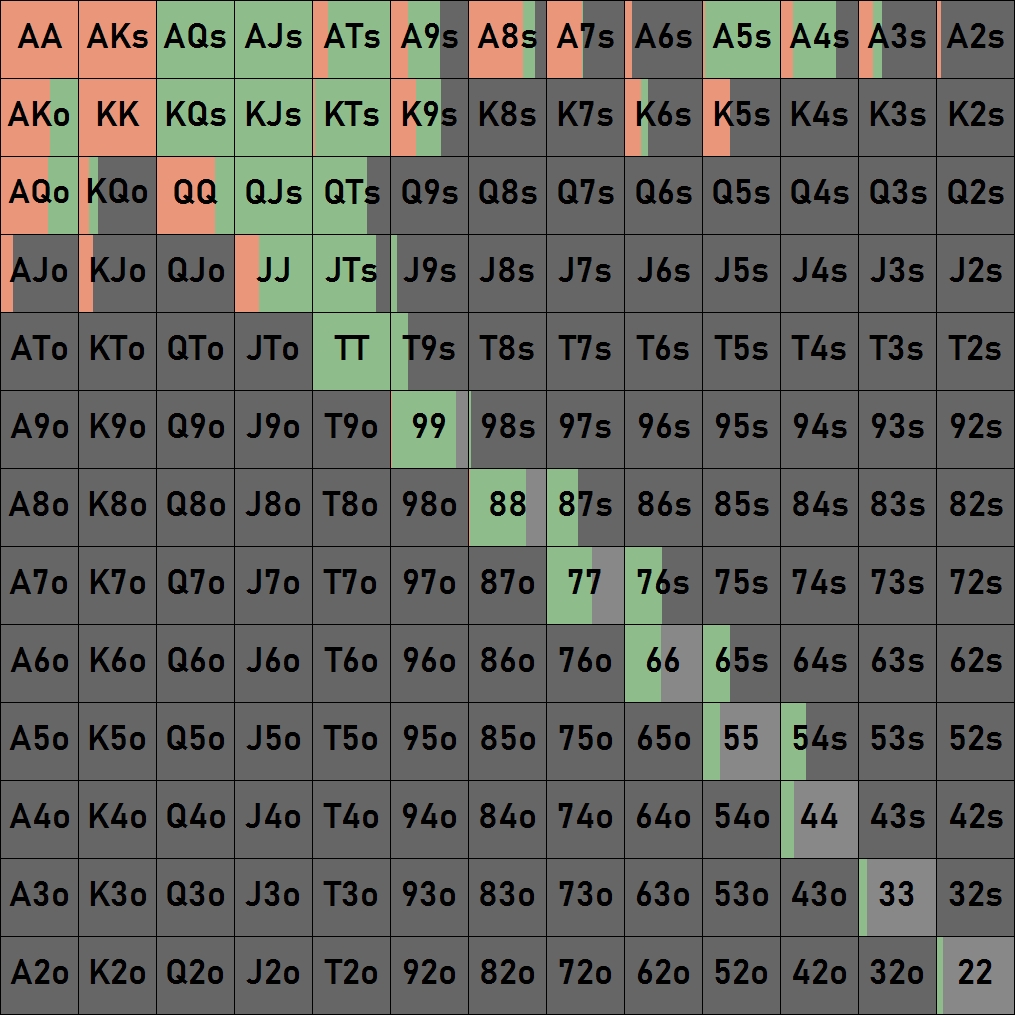 AA AKs AQs AJs ATs A9s A8s A7s A6s A5s A4s A3s A2s
AKo KK KQs KJs KTs K9s K8s K7s K6s K5s K4s K3s K2s
AQo KQo QQ QJs QTs Q9s Q8s Q7s Q6s Q5s Q4s Q3s Q2s
AJo KJo QJo JJ JTs J9s J8s J7s J6s J5s J4s J3s J2s
ATo KTo QTo JTo TT T9s T8s T7s T6s T5s T4s T3s T2s
A9o K9o Q9o J9o T9o 99 98s 97s 96s 95s 94s 93s 92s
A8o K8o Q8o J8o T8o 98o 88 87s 86s 85s 84s 83s 82s
A7o K7o Q7o J7o T7o 97o 87o 77 76s 75s 74s 73s 72s
A6o K6o Q6o J6o T6o 96o 86o 76o 66 65s 64s 63s 62s
A5o K5o Q5o J5o T5o 95o 85o 75o 65o 55 54s 53s 52s
A4o K4o Q4o J4o T4o 94o 84o 74o 64o 54o 44 43s 42s
A3o K3o Q3o J3o T3o 93o 83o 73o 63o 53o 43o 33 32s
A2o K2o Q2o J2o T2o 92o 82o 72o 62o 52o 42o 32o 22